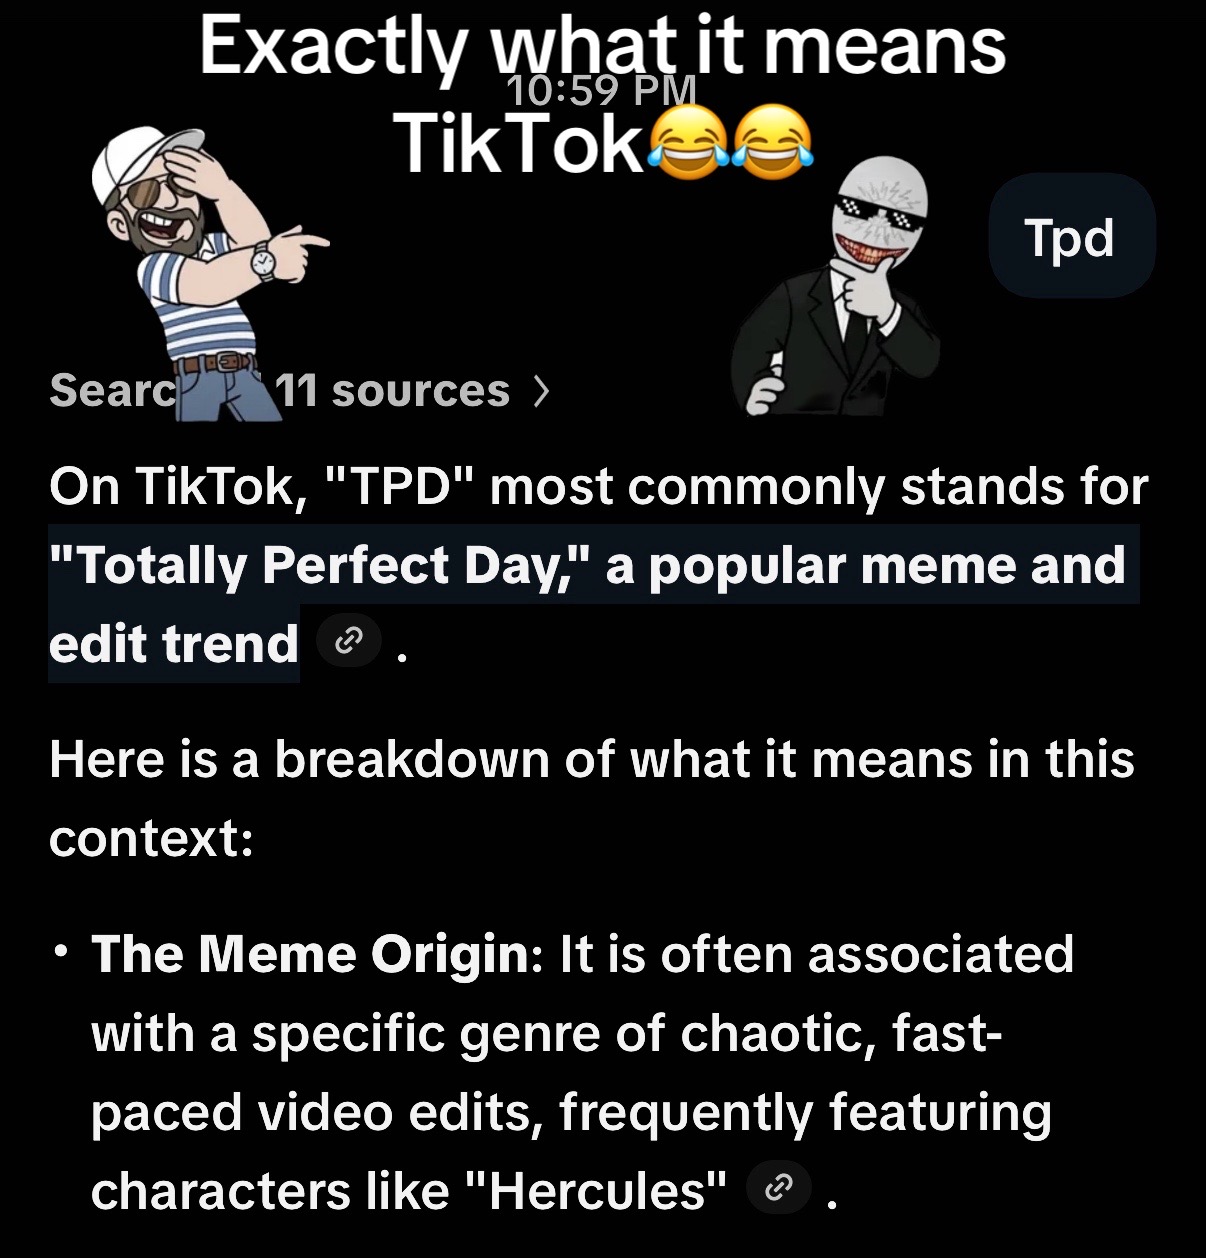 Exactly what it means
10:59 PM
TikTok😂😂
Tpd
Searc 11 sources >
On TikTok, "TPD" most commonly stands for
"Totally Perfect Day," a popular meme and
edit trend .
Here is a breakdown of what it means in this
context:
• The Meme Origin: It is often associated
with a specific genre of chaotic, fast-
paced video edits, frequently featuring
characters like "Hercules" .